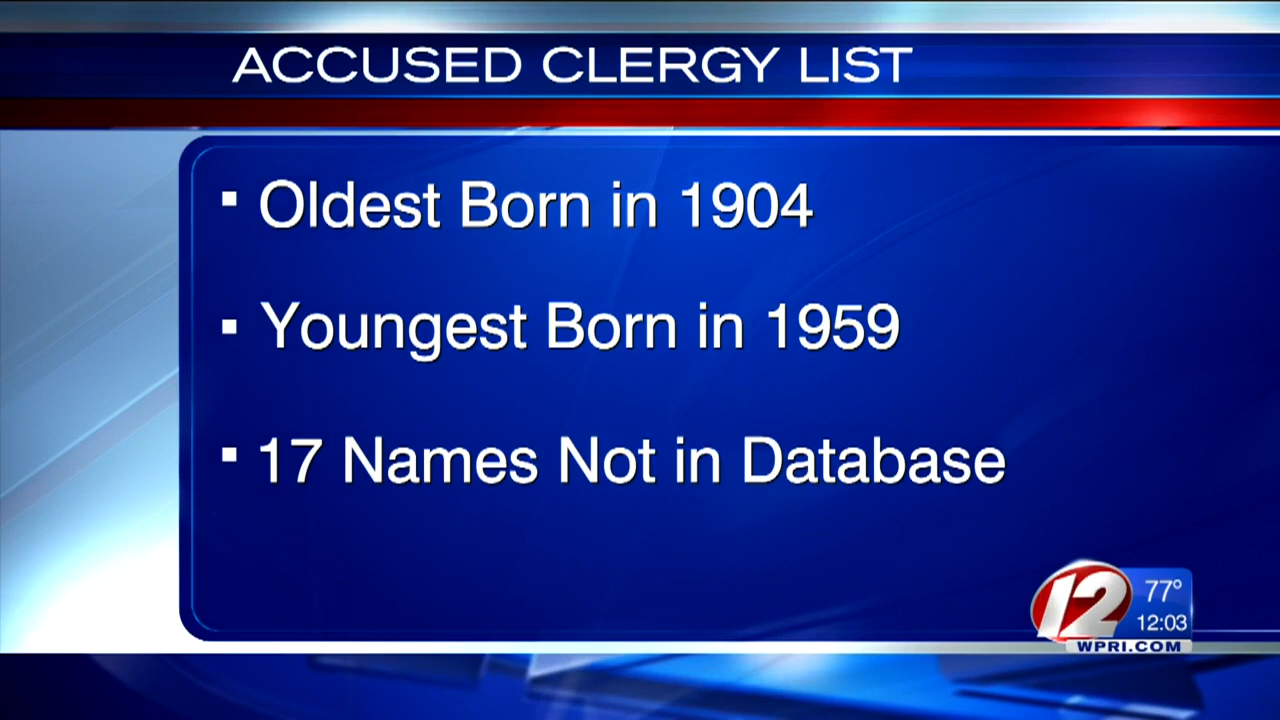 ACCUSED CLERGY LIST
▪ Oldest Born in 1904
▪ Youngest Born in 1959
▪ 17 Names Not in Database
12
77°
12:03
WPRI.COM